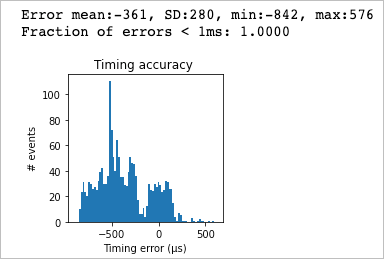 Error mean:-361, SD:280, min:-842, max:576
Fraction of errors < 1ms: 1.0000
Timing accuracy
100
80
60
40
20
0
# events
−500 0 500
Timing error (µs)